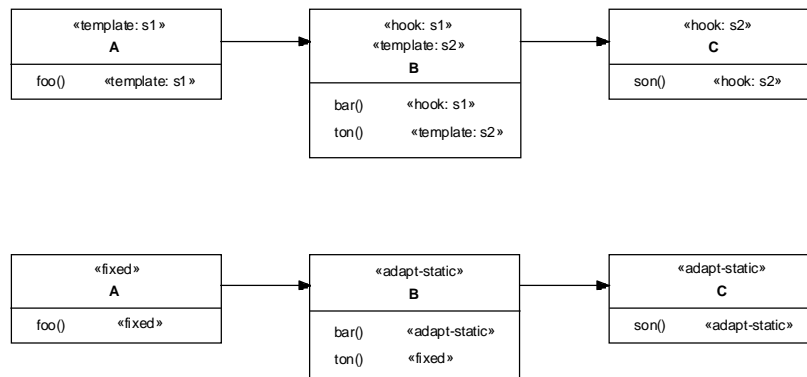 «template: s1»
A
foo() «template: s1»
«hook: s1»
«template: s2»
B
bar() «hook: s1»
ton() «template: s2»
«hook: s2»
C
son() «hook: s2»
«fixed»
A
foo() «fixed»
«adapt-static»
B
bar() «adapt-static»
ton() «fixed»
«adapt-static»
C
son() «adapt-static»